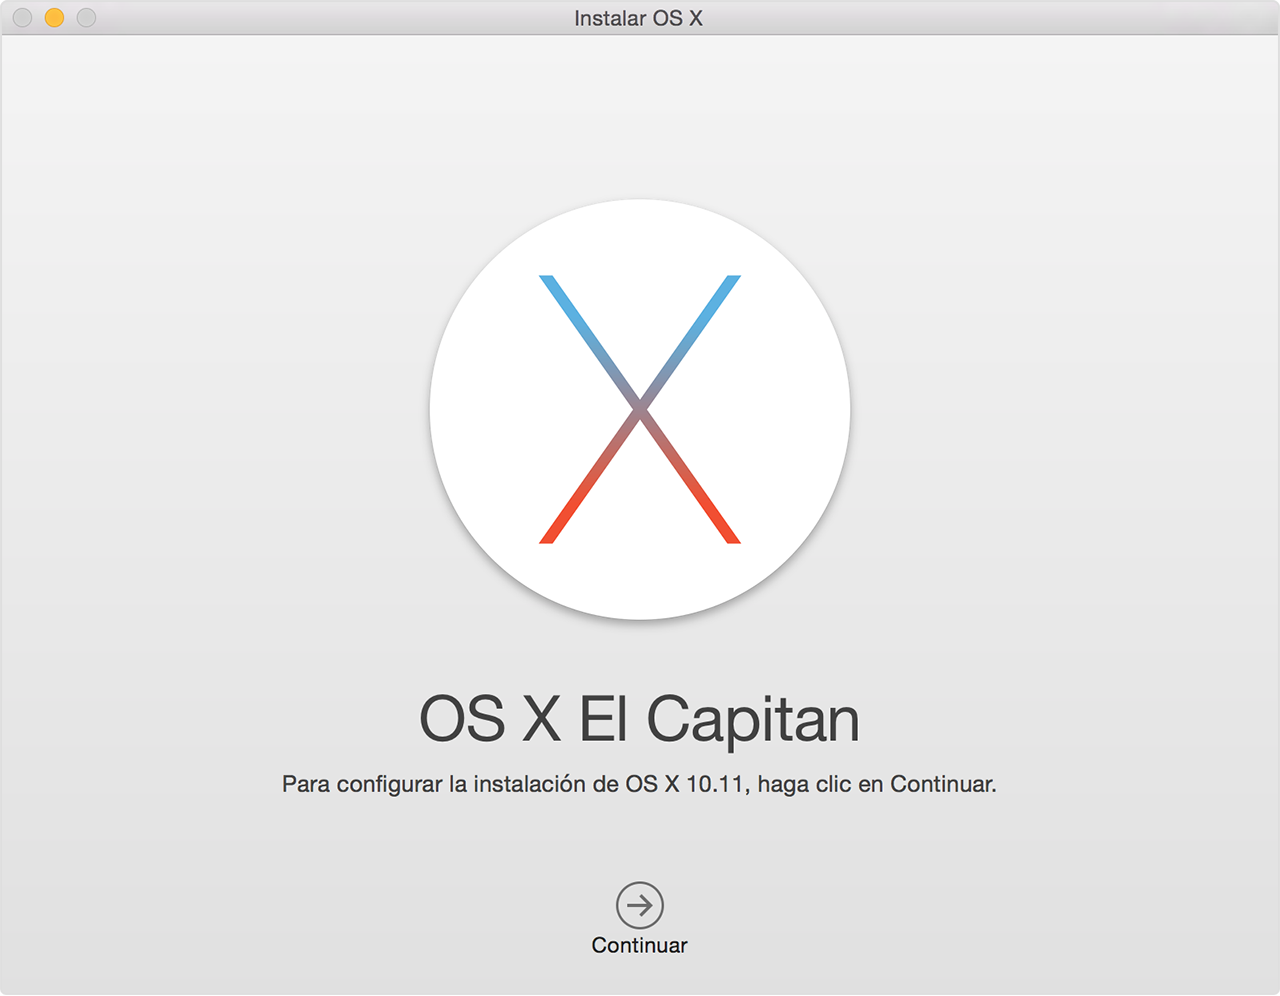 Instalar OS X
OS X El Capitan
Para configurar la instalación de OS X 10.11, haga clic en Continuar.
Continuar